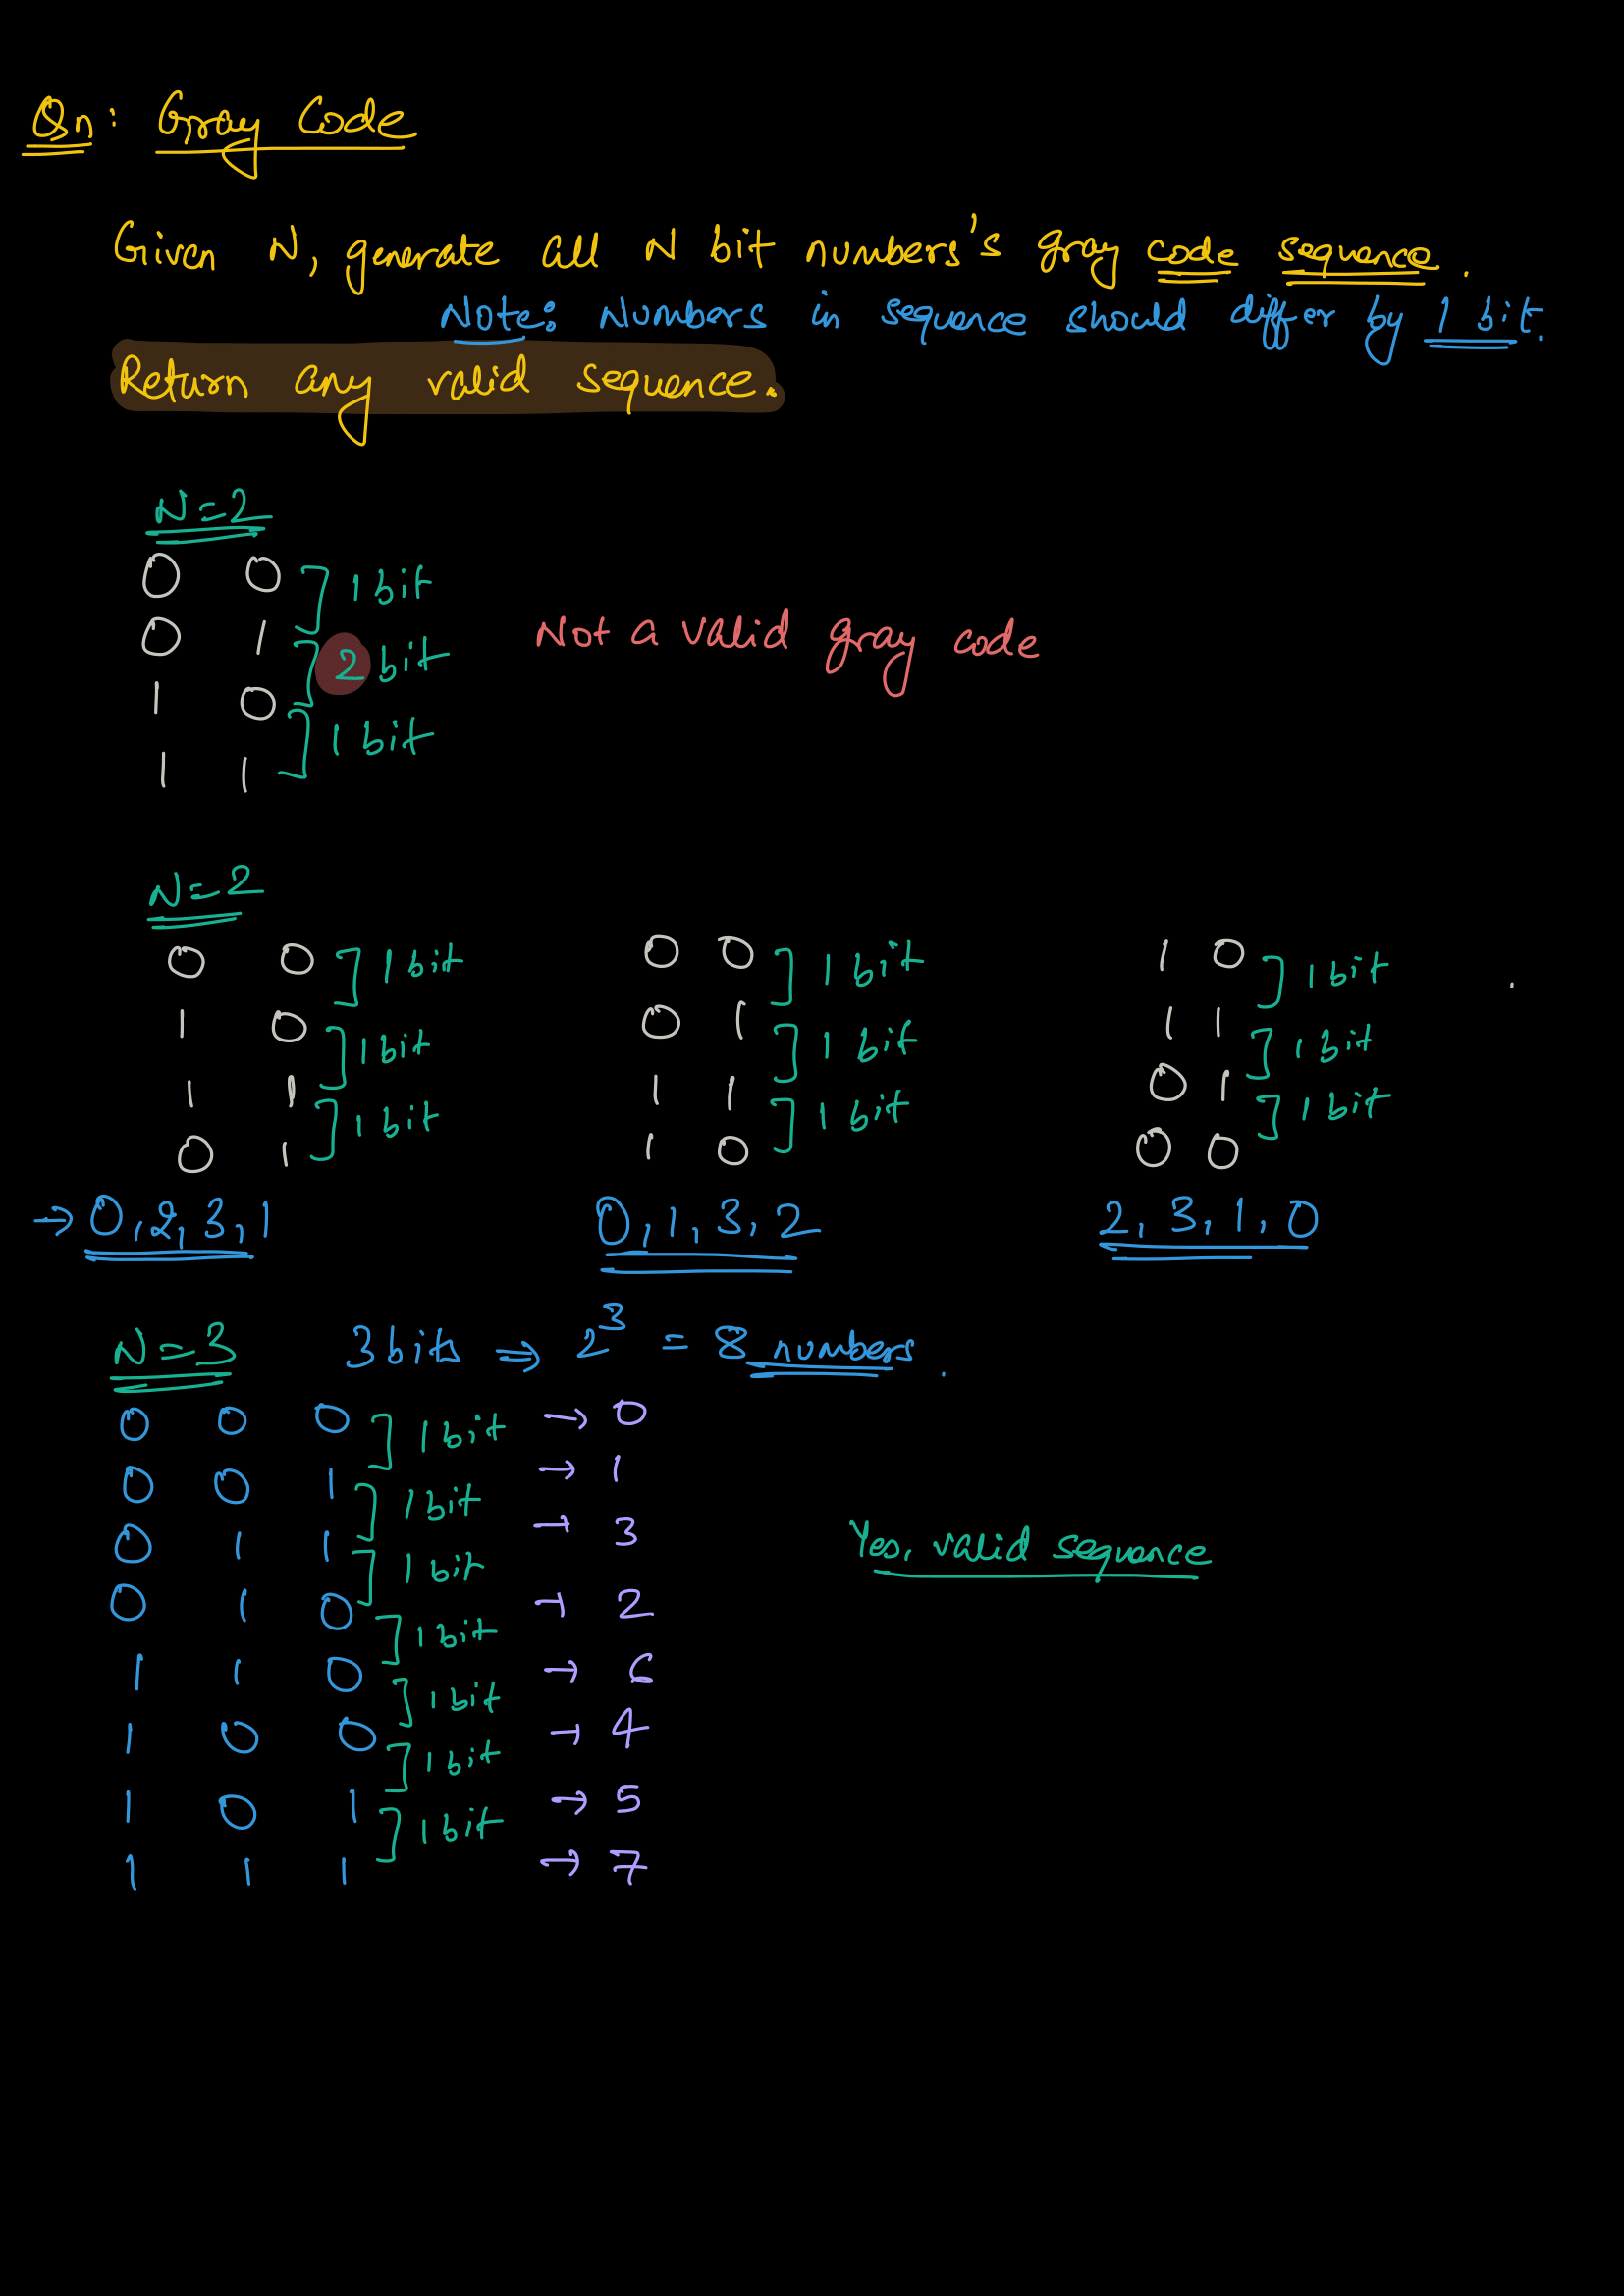 Qn: Gray Code
Given N, generate all N bit numbers's gray code sequence.
Note: Numbers in sequence should differ by 1 bit.
Return any valid sequence.
N=2
0 0
] 1 bit
0 1
] 2 bit
Not a valid gray code
1 0
] 1 bit
1 1
N=2
0 0 ] 1 bit
1 0 ] 1 bit
1 1 ] 1 bit
0 1
→ 0, 2, 3, 1
0 0 ] 1 bit
0 1 ] 1 bit
1 1 ] 1 bit
1 0
0, 1, 3, 2
1 0 ] 1 bit
1 1 ] 1 bit
0 1 ] 1 bit
0 0
2, 3, 1, 0
N=3 3 bits ⇒ 2³ = 8 numbers.
0 0 0 ] 1 bit → 0
0 0 1 ] 1 bit → 1
0 1 1 ] 1 bit → 3
Yes, valid sequence
0 1 0 ] 1 bit → 2
1 1 0 ] 1 bit → 6
1 0 0 ] 1 bit → 4
1 0 1 ] 1 bit → 5
1 1 1 → 7